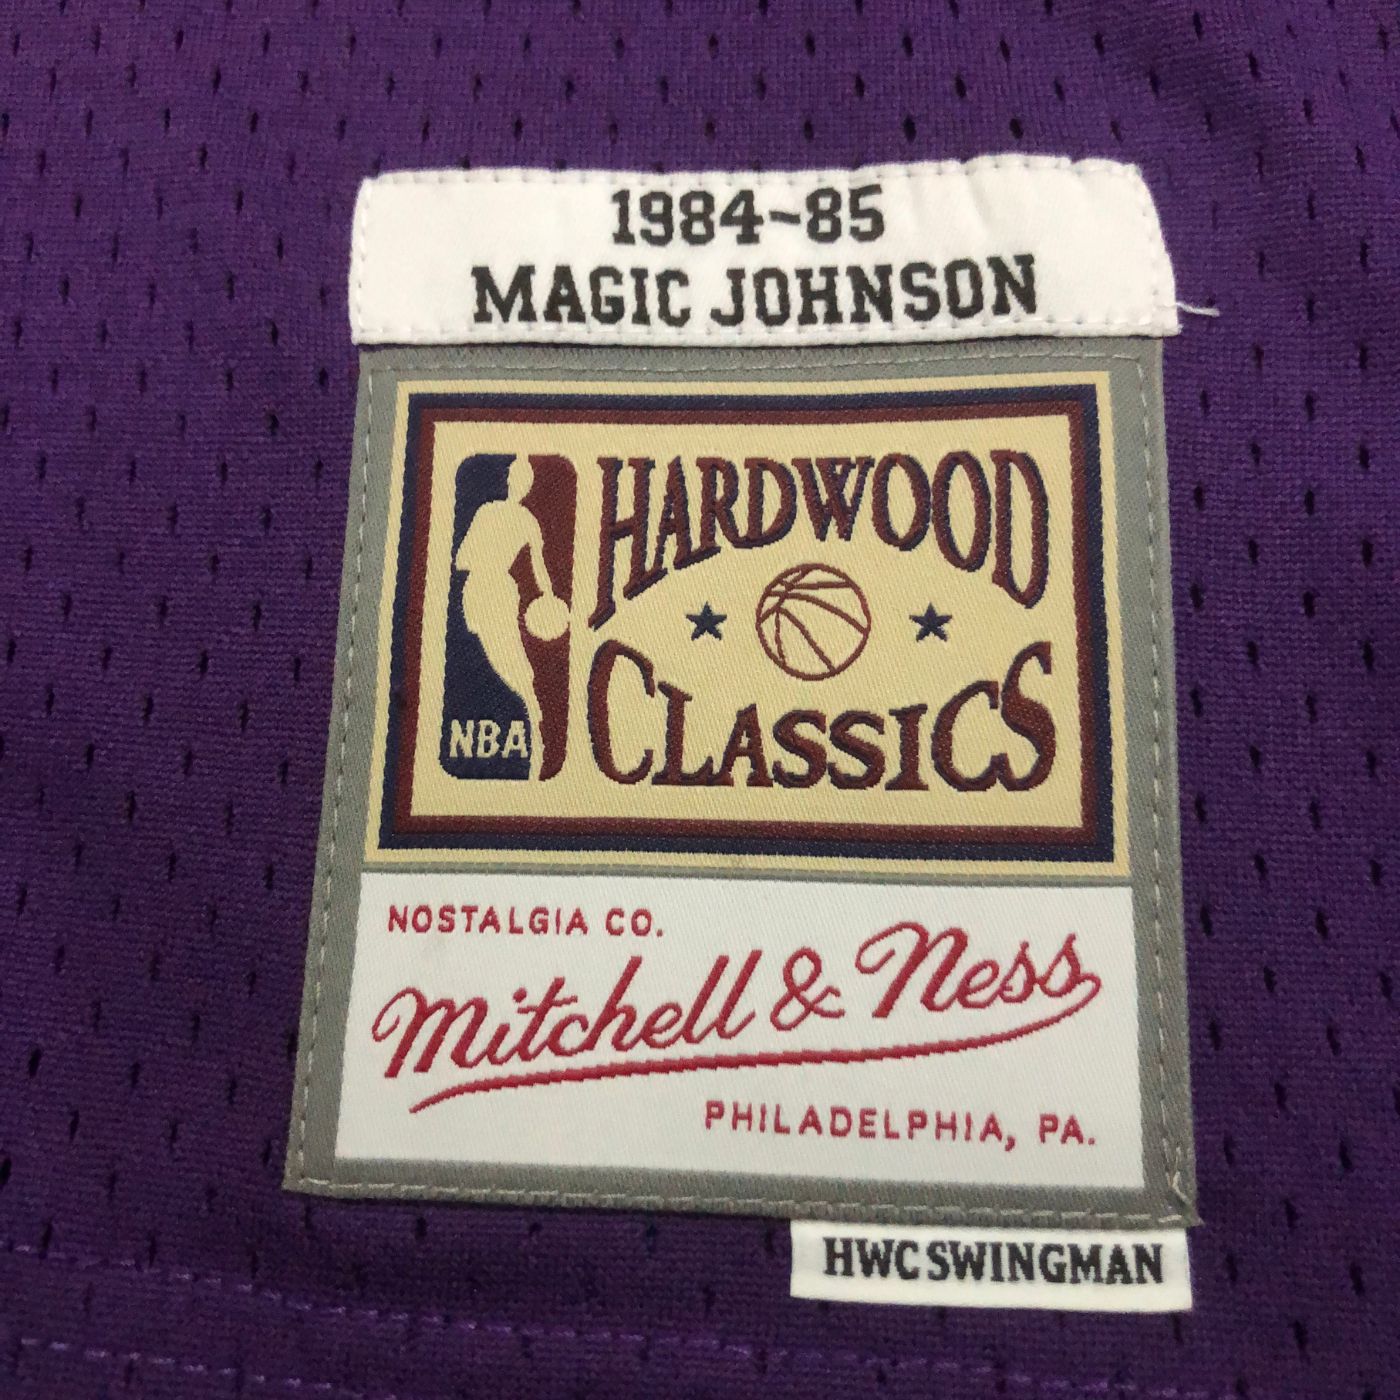 1984-85
MAGIC JOHNSON
HARDWOOD
CLASSICS
NBA
NOSTALGIA CO.
Mitchell & Ness
PHILADELPHIA, PA.
HWC SWINGMAN